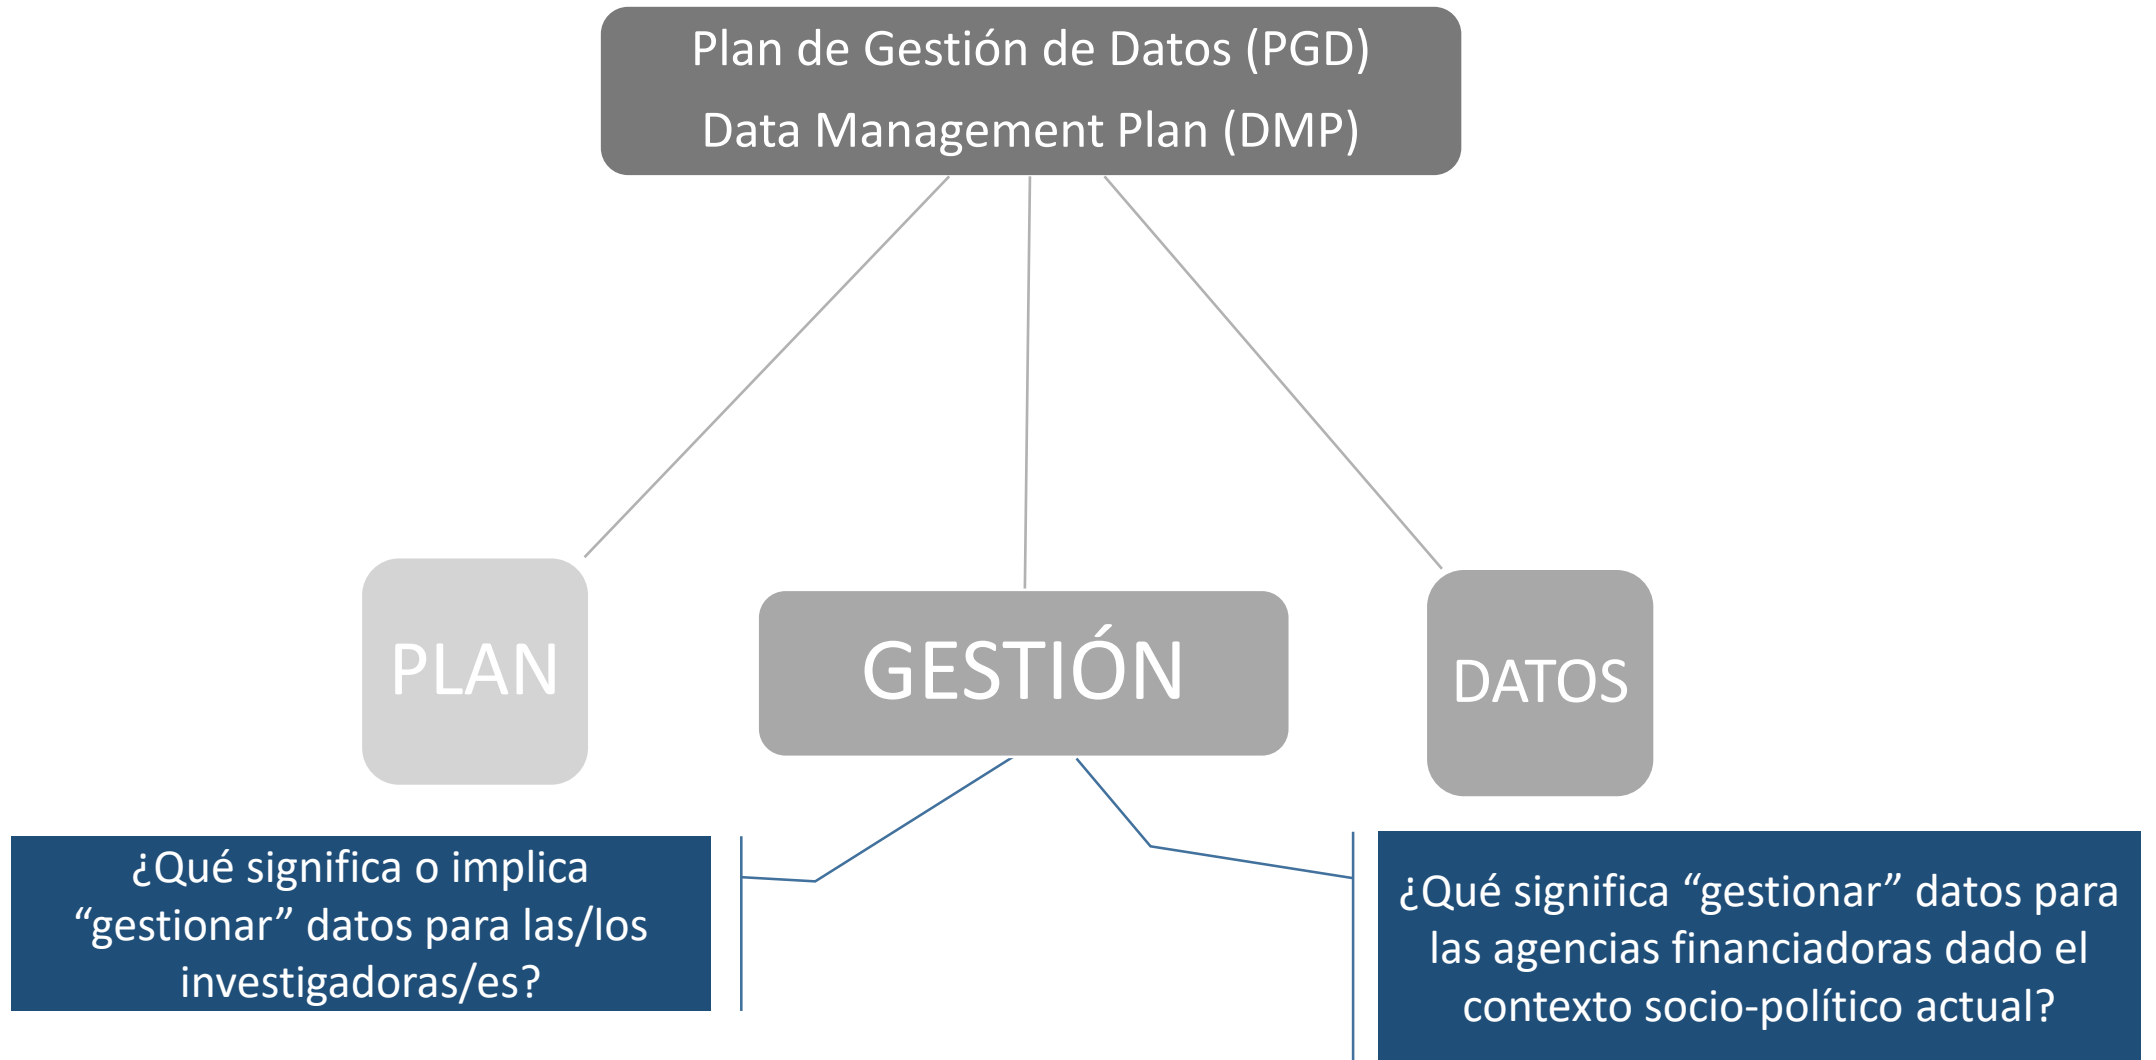 Plan de Gestión de Datos (PGD)
Data Management Plan (DMP)
PLAN
GESTIÓN
DATOS
¿Qué significa o implica
“gestionar” datos para las/los
investigadoras/es?
¿Qué significa “gestionar” datos para
las agencias financiadoras dado el
contexto socio-político actual?